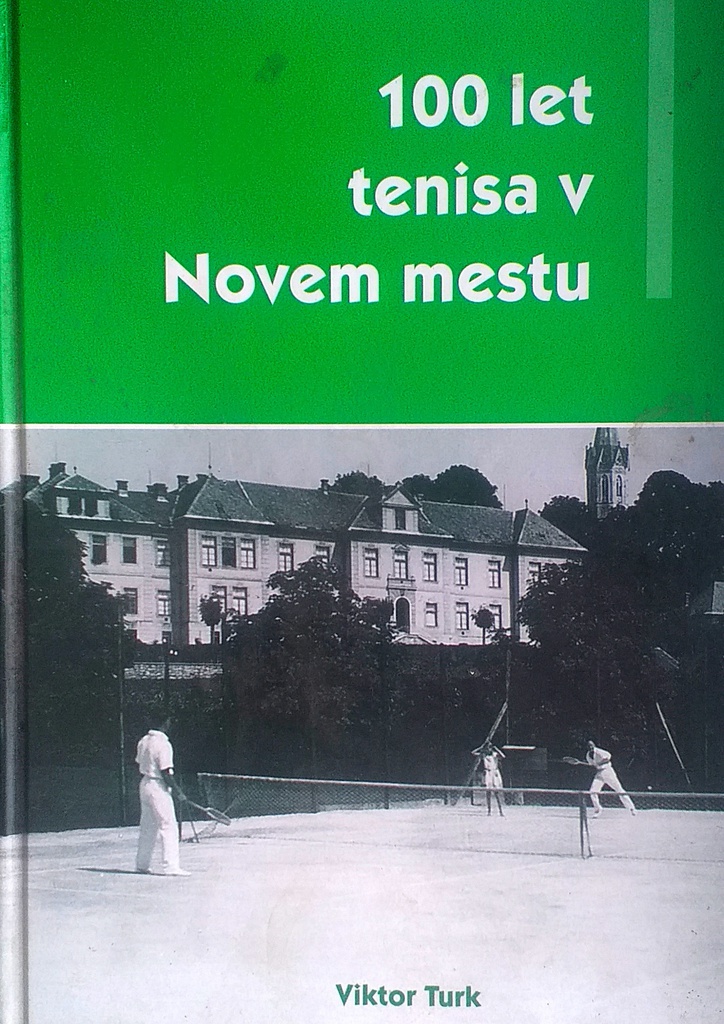 100 let
tenisa v
Novem mestu
Viktor Turk